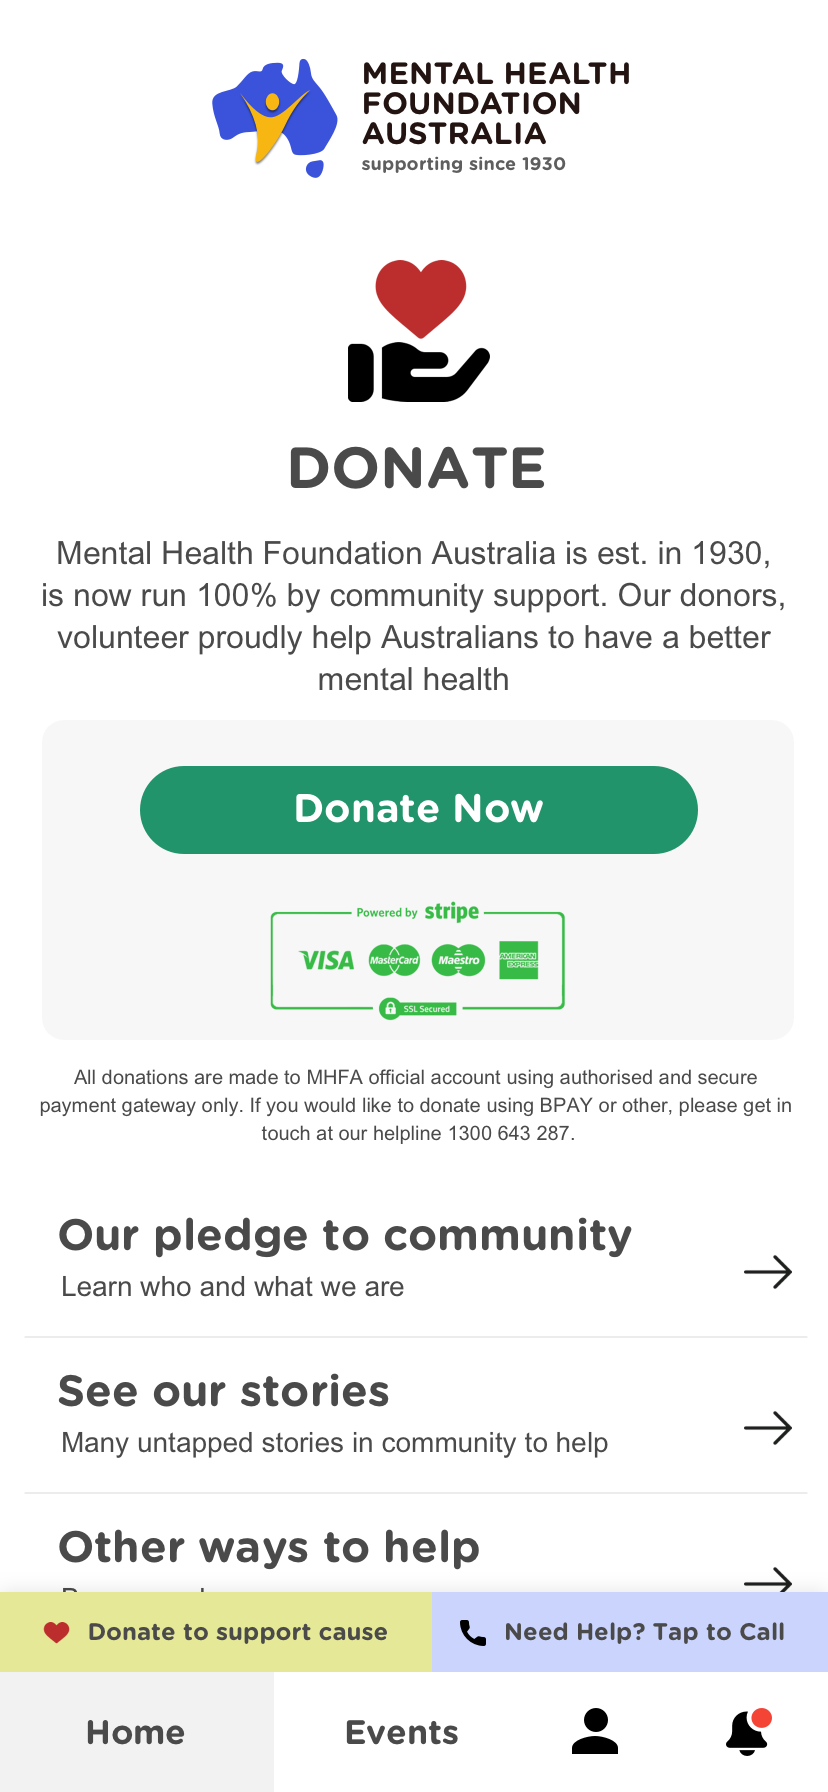 MENTAL HEALTH
FOUNDATION
AUSTRALIA
supporting since 1930
DONATE
Mental Health Foundation Australia is est. in 1930,
is now run 100% by community support. Our donors,
volunteer proudly help Australians to have a better
mental health
Donate Now
Powered by stripe
VISA MasterCard Maestro AMERICAN EXPRESS
SSL Secured
All donations are made to MHFA official account using authorised and secure
payment gateway only. If you would like to donate using BPAY or other, please get in
touch at our helpline 1300 643 287.
Our pledge to community
Learn who and what we are
See our stories
Many untapped stories in community to help
Other ways to help
Donate to support cause
Need Help? Tap to Call
Home
Events